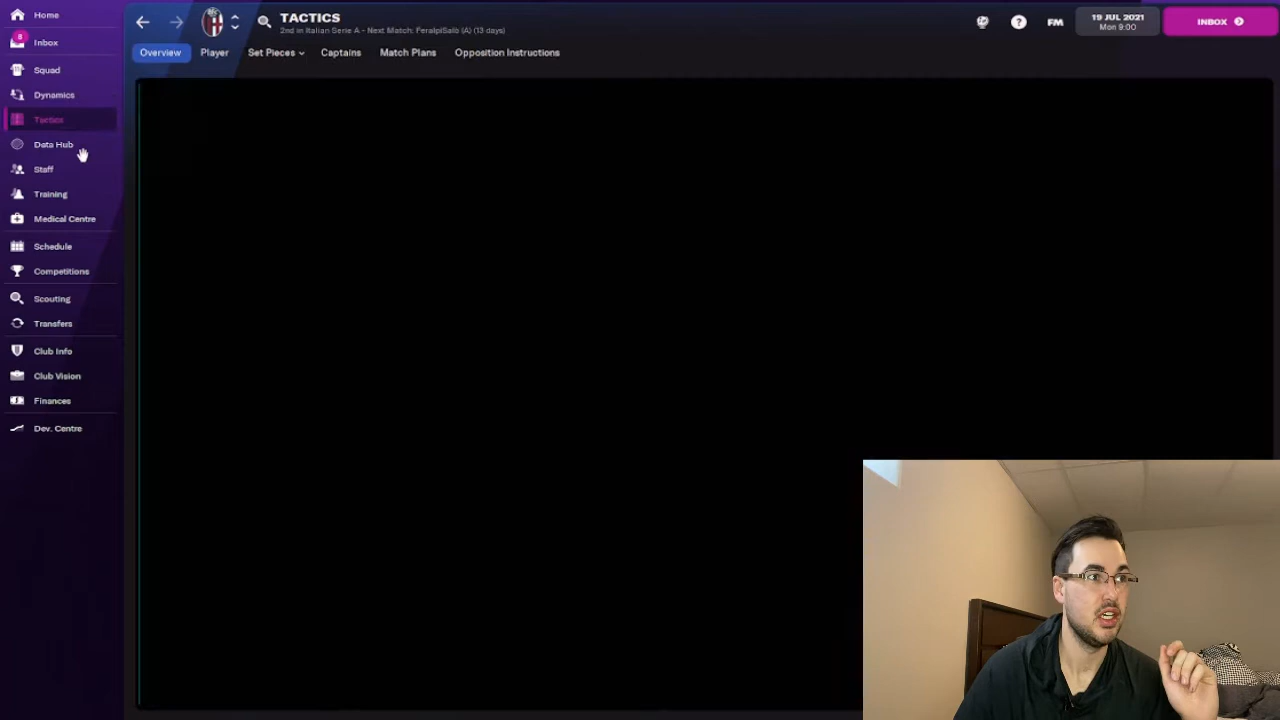 Home
8
Inbox
Squad
Dynamics
Tactics
Data Hub
Staff
Training
Medical Centre
Schedule
Competitions
Scouting
Transfers
Club Info
Club Vision
Finances
Dev. Centre
TACTICS
2nd in Italian Serie A - Next Match: FeralpiSalò (A) (13 days)
Overview
Player
Set Pieces
Captains
Match Plans
Opposition Instructions
?
FM
19 JUL 2021
Mon 9:00
INBOX